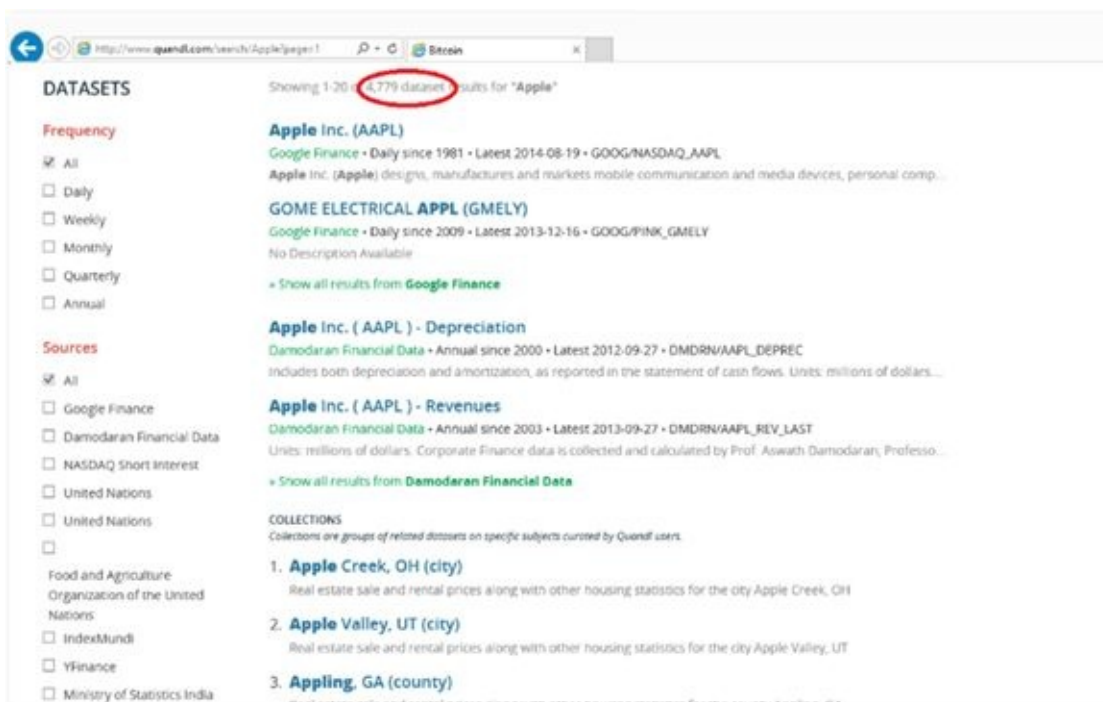 http://www.quandl.com/search/Apple?page=1
Bitcoin
DATASETS
Frequency
All
Daily
Weekly
Monthly
Quarterly
Annual
Sources
All
Google Finance
Damodaran Financial Data
NASDAQ Short Interest
United Nations
United Nations
Food and Agriculture
Organization of the United
Nations
IndexMundi
YFinance
Ministry of Statistics India
Showing 1-20 of 4,779 dataset results for "Apple"
Apple Inc. (AAPL)
Google Finance • Daily since 1981 • Latest 2014-08-19 • GOOG/NASDAQ_AAPL
Apple Inc. (Apple) designs, manufactures and markets mobile communication and media devices, personal comp...
GOME ELECTRICAL APPL (GMELY)
Google Finance • Daily since 2009 • Latest 2013-12-16 • GOOG/PINK_GMELY
No Description Available
» Show all results from Google Finance
Apple Inc. ( AAPL ) - Depreciation
Damodaran Financial Data • Annual since 2000 • Latest 2012-09-27 • DMDRN/AAPL_DEPREC
Includes both depreciation and amortization, as reported in the statement of cash flows. Units: millions of dollars...
Apple Inc. ( AAPL ) - Revenues
Damodaran Financial Data • Annual since 2003 • Latest 2013-09-27 • DMDRN/AAPL_REV_LAST
Units: millions of dollars. Corporate Finance data is collected and calculated by Prof. Aswath Damodaran, Professo...
» Show all results from Damodaran Financial Data
COLLECTIONS
Collections are groups of related datasets on specific subjects curated by Quandl users.
1. Apple Creek, OH (city)
Real estate sale and rental prices along with other housing statistics for the city Apple Creek, OH
2. Apple Valley, UT (city)
Real estate sale and rental prices along with other housing statistics for the city Apple Valley, UT
3. Appling, GA (county)